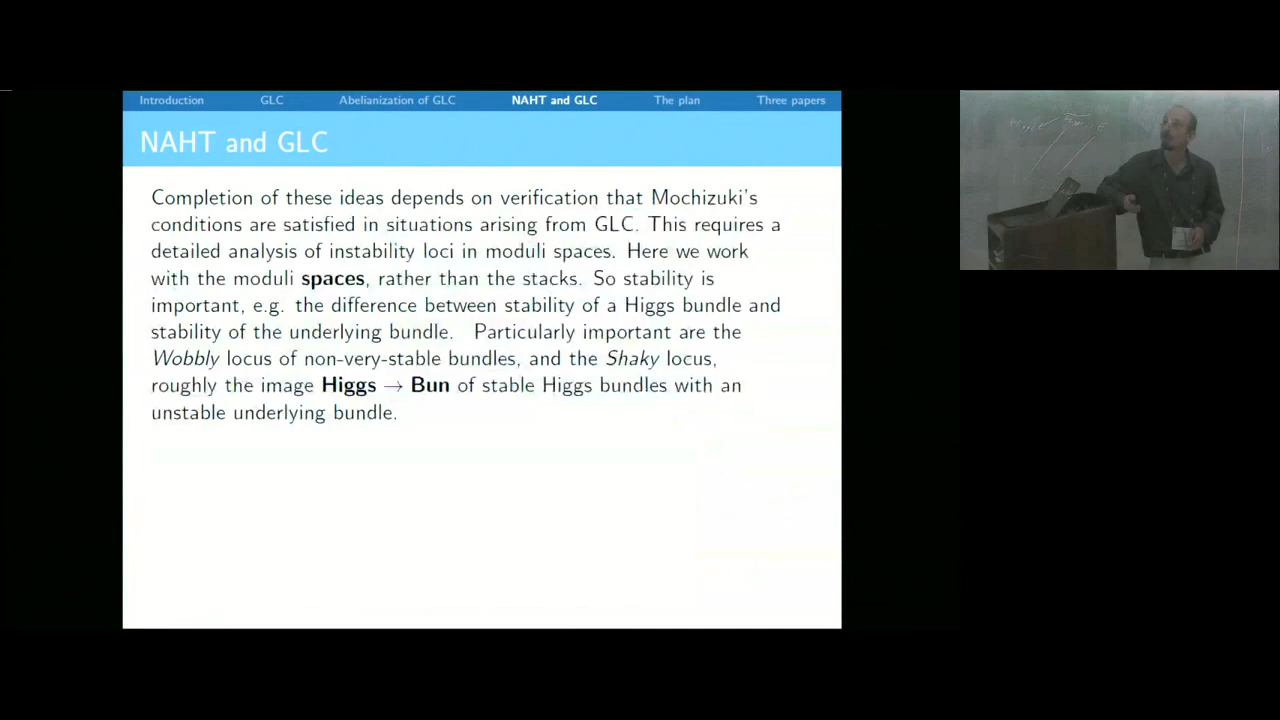 Introduction GLC Abelianization of GLC NAHT and GLC The plan Three papers
NAHT and GLC
Completion of these ideas depends on verification that Mochizuki's
conditions are satisfied in situations arising from GLC. This requires a
detailed analysis of instability loci in moduli spaces. Here we work
with the moduli spaces, rather than the stacks. So stability is
important, e.g. the difference between stability of a Higgs bundle and
stability of the underlying bundle. Particularly important are the
Wobbly locus of non-very-stable bundles, and the Shaky locus,
roughly the image Higgs → Bun of stable Higgs bundles with an
unstable underlying bundle.